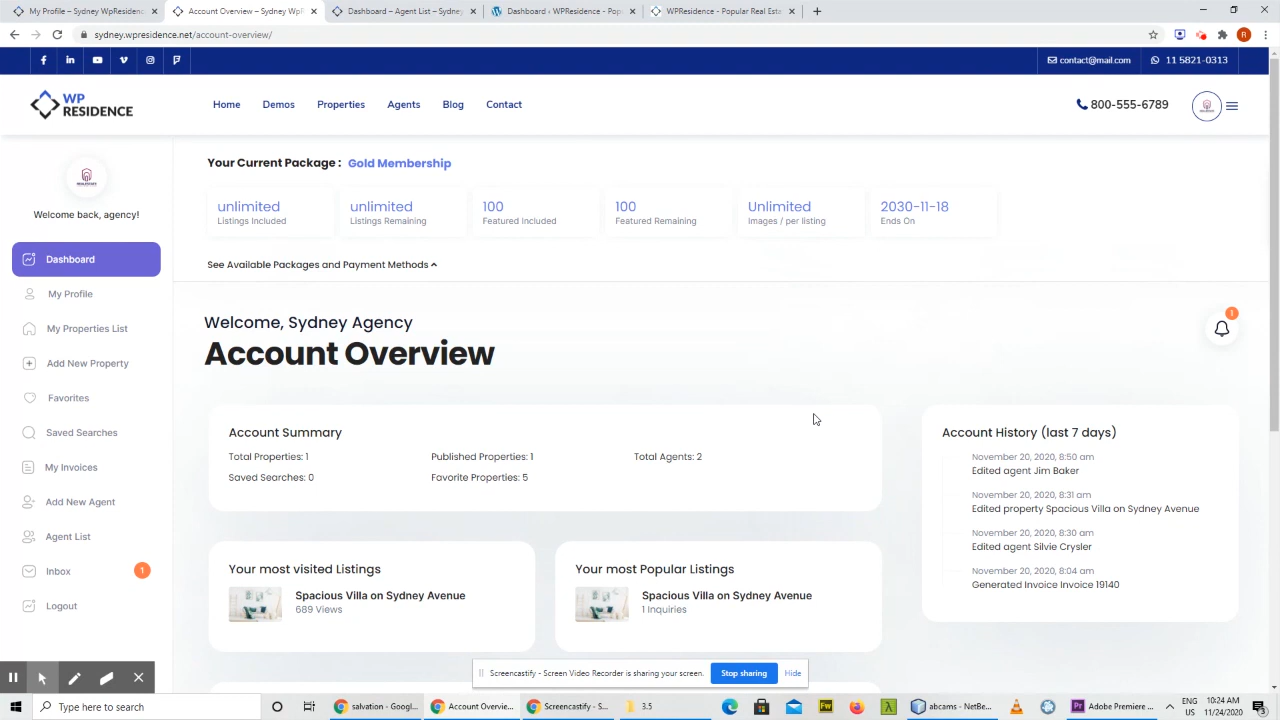 My Profile – Sydney WPResidenc
Account Overview – Sydney WPRes
Dashboard – Agent List – Sydney
Dashboard ‹ WPResidence - Popu
WPResidence - Popular Real Esta
sydney.wpresidence.net/account-overview/
contact@mail.com
11 5821-0313
WP RESIDENCE
Home
Demos
Properties
Agents
Blog
Contact
800-555-6789
Welcome back, agency!
Dashboard
My Profile
My Properties List
Add New Property
Favorites
Saved Searches
My Invoices
Add New Agent
Agent List
Inbox
1
Logout
Your Current Package : Gold Membership
unlimited
Listings Included
unlimited
Listings Remaining
100
Featured Included
100
Featured Remaining
Unlimited
Images / per listing
2030-11-18
Ends On
See Available Packages and Payment Methods
Welcome, Sydney Agency
Account Overview
1
Account Summary
Total Properties: 1
Published Properties: 1
Total Agents: 2
Saved Searches: 0
Favorite Properties: 5
Account History (last 7 days)
November 20, 2020, 8:50 am
Edited agent Jim Baker
November 20, 2020, 8:31 am
Edited property Spacious Villa on Sydney Avenue
November 20, 2020, 8:30 am
Edited agent Silvie Crysler
November 20, 2020, 8:04 am
Generated Invoice Invoice 19140
Your most visited Listings
Spacious Villa on Sydney Avenue
689 Views
Your most Popular Listings
Spacious Villa on Sydney Avenue
1 Inquiries
Screencastify - Screen Video Recorder is sharing your screen.
Stop sharing
Hide
Type here to search
salvation - Googl...
Account Overvie...
Screencastify - S...
3.5
abcams - NetBe...
Adobe Premiere ...
ENG
US
10:24 AM
11/24/2020